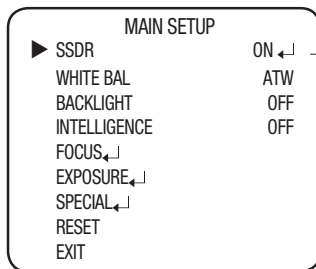 MAIN SETUP
▶ SSDR ON ↵
WHITE BAL ATW
BACKLIGHT OFF
INTELLIGENCE OFF
FOCUS↵
EXPOSURE↵
SPECIAL↵
RESET
EXIT